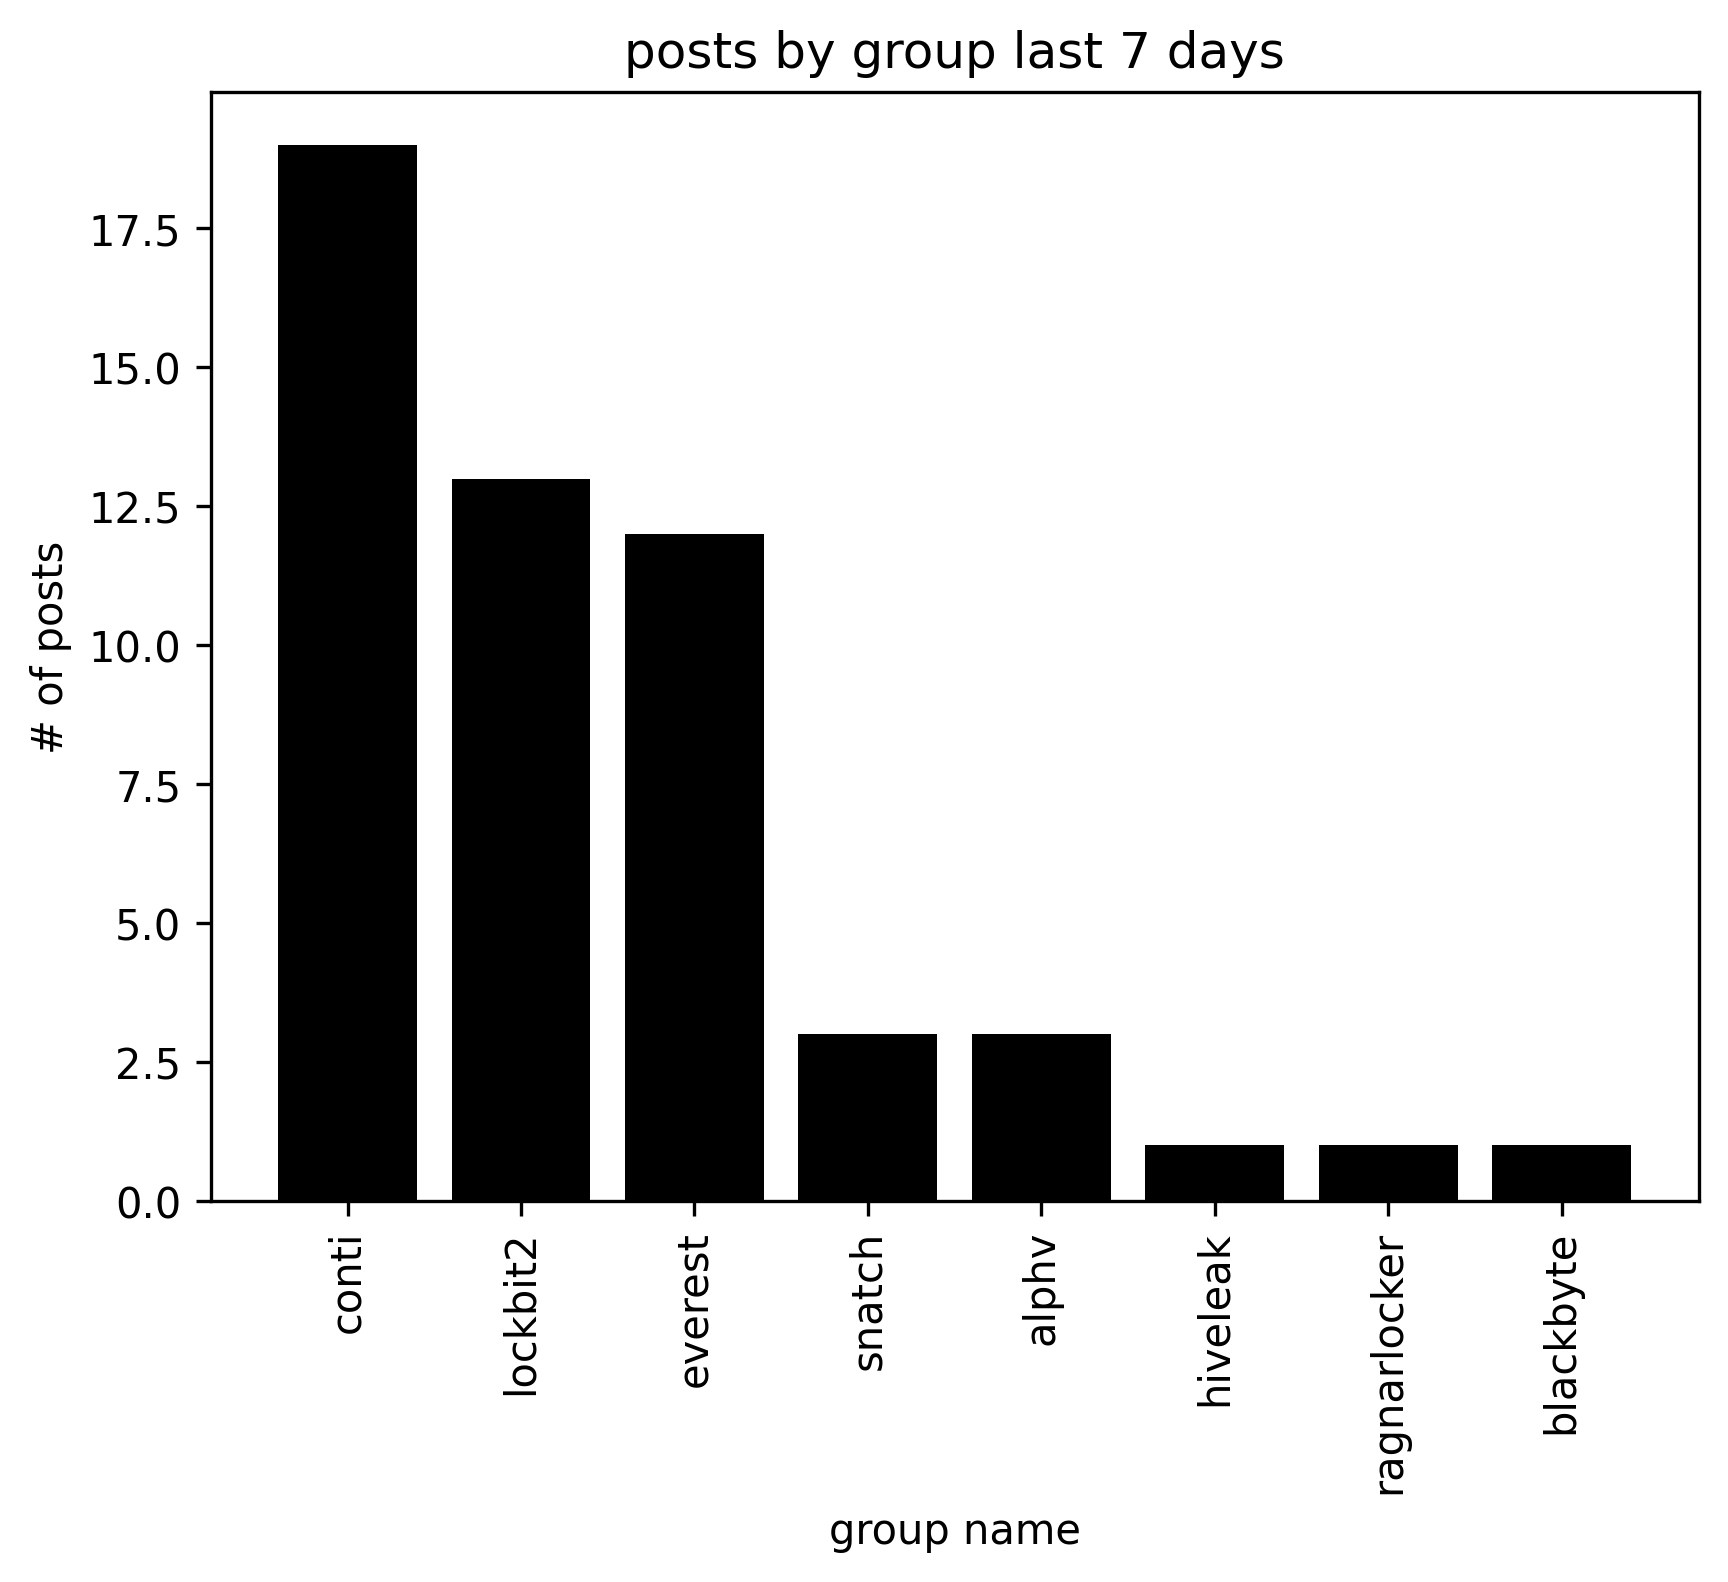 posts by group last 7 days
17.5
15.0
12.5
10.0
7.5
5.0
2.5
0.0
# of posts
conti
lockbit2
everest
snatch
alphv
hiveleak
ragnarlocker
blackbyte
group name